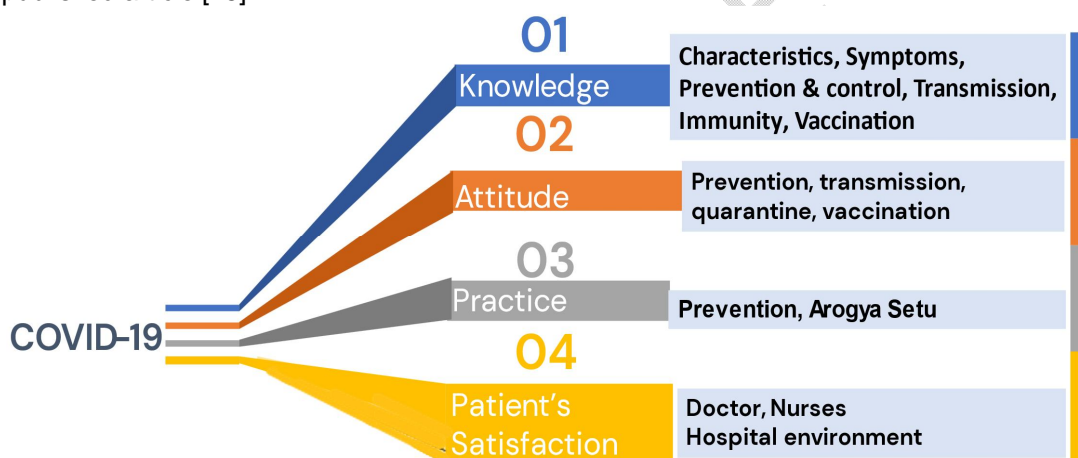 01
Knowledge
Characteristics, Symptoms,
Prevention & control, Transmission,
Immunity, Vaccination
02
Attitude
Prevention, transmission,
quarantine, vaccination
03
Practice
Prevention, Arogya Setu
COVID-19
04
Patient's
Satisfaction
Doctor, Nurses
Hospital environment